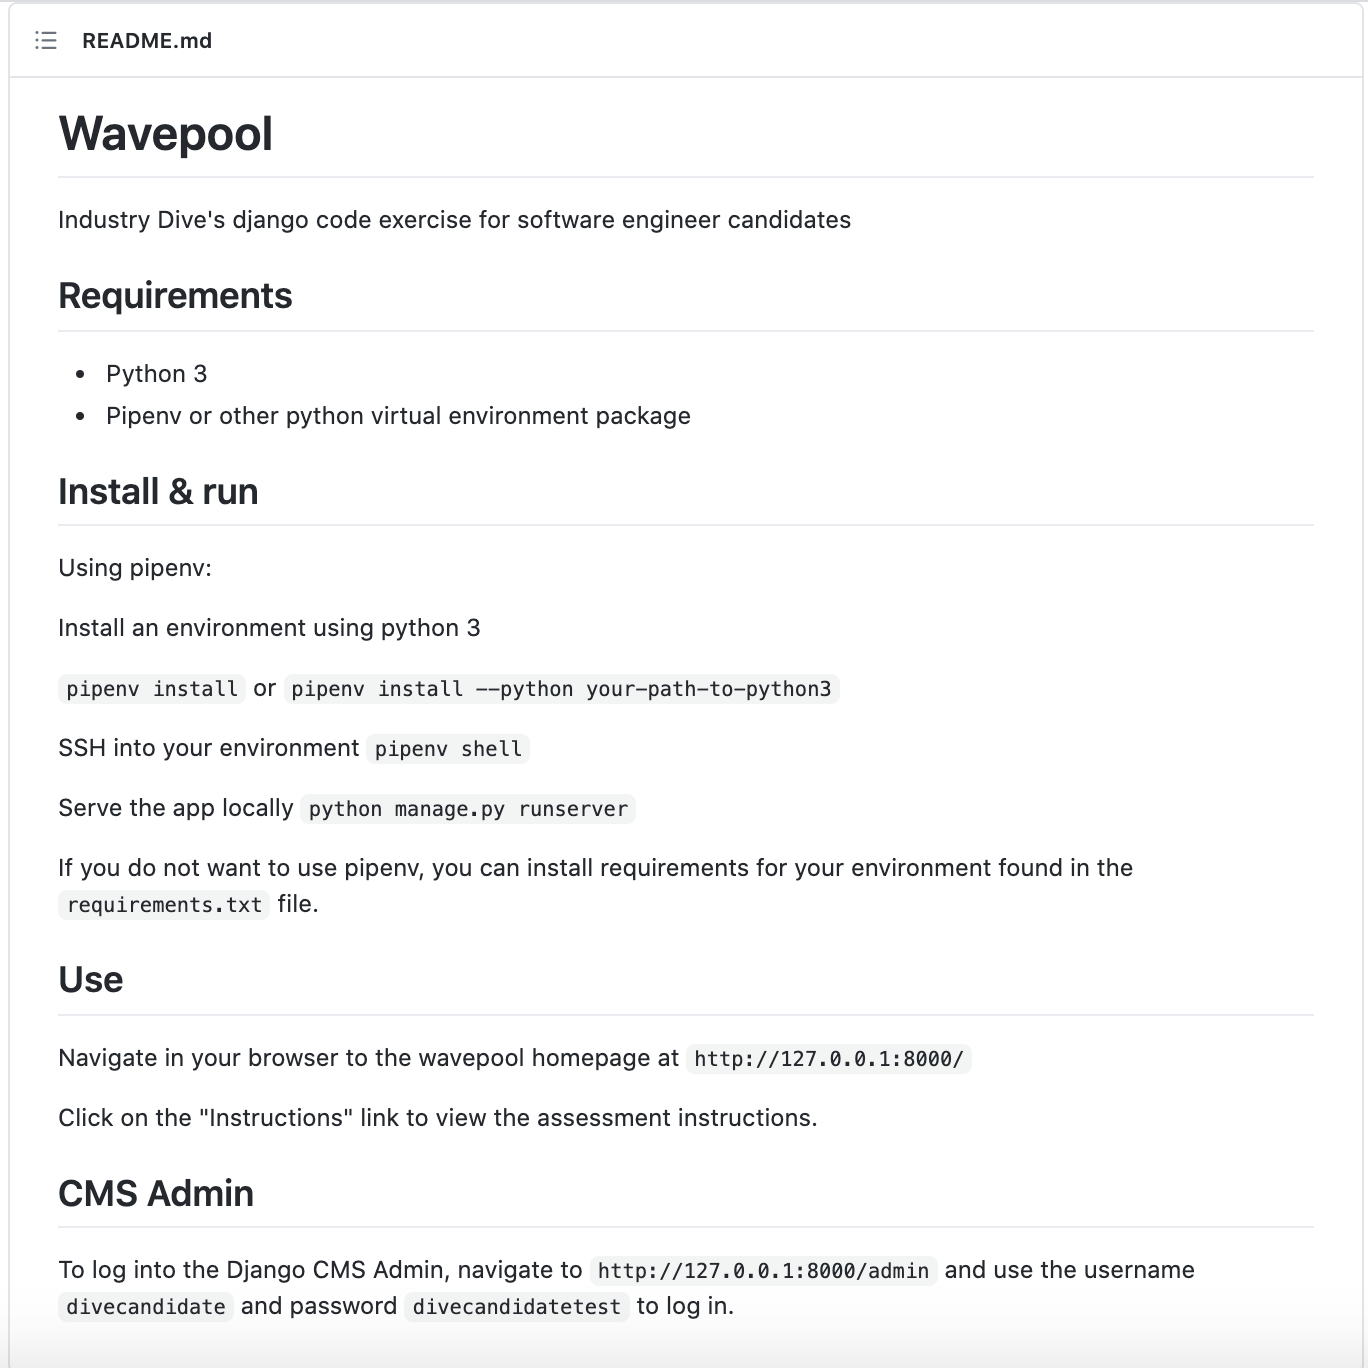 README.md
Wavepool
Industry Dive's django code exercise for software engineer candidates
Requirements
• Python 3
• Pipenv or other python virtual environment package
Install & run
Using pipenv:
Install an environment using python 3
pipenv install or pipenv install --python your-path-to-python3
SSH into your environment pipenv shell
Serve the app locally python manage.py runserver
If you do not want to use pipenv, you can install requirements for your environment found in the
requirements.txt file.
Use
Navigate in your browser to the wavepool homepage at http://127.0.0.1:8000/
Click on the "Instructions" link to view the assessment instructions.
CMS Admin
To log into the Django CMS Admin, navigate to http://127.0.0.1:8000/admin and use the username
divecandidate and password divecandidatetest to log in.